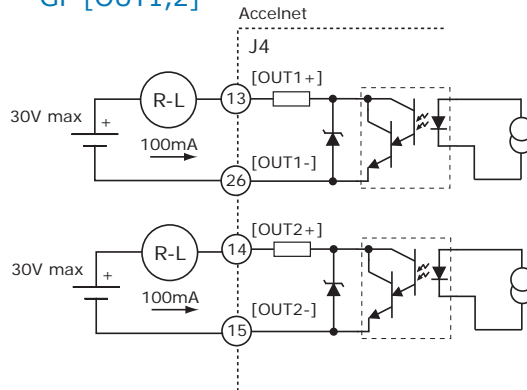 Accelnet
J4
[OUT1+]
R-L
13
30V max
+
100mA
[OUT1-]
26
[OUT2+]
R-L
14
30V max
+
100mA
[OUT2-]
15